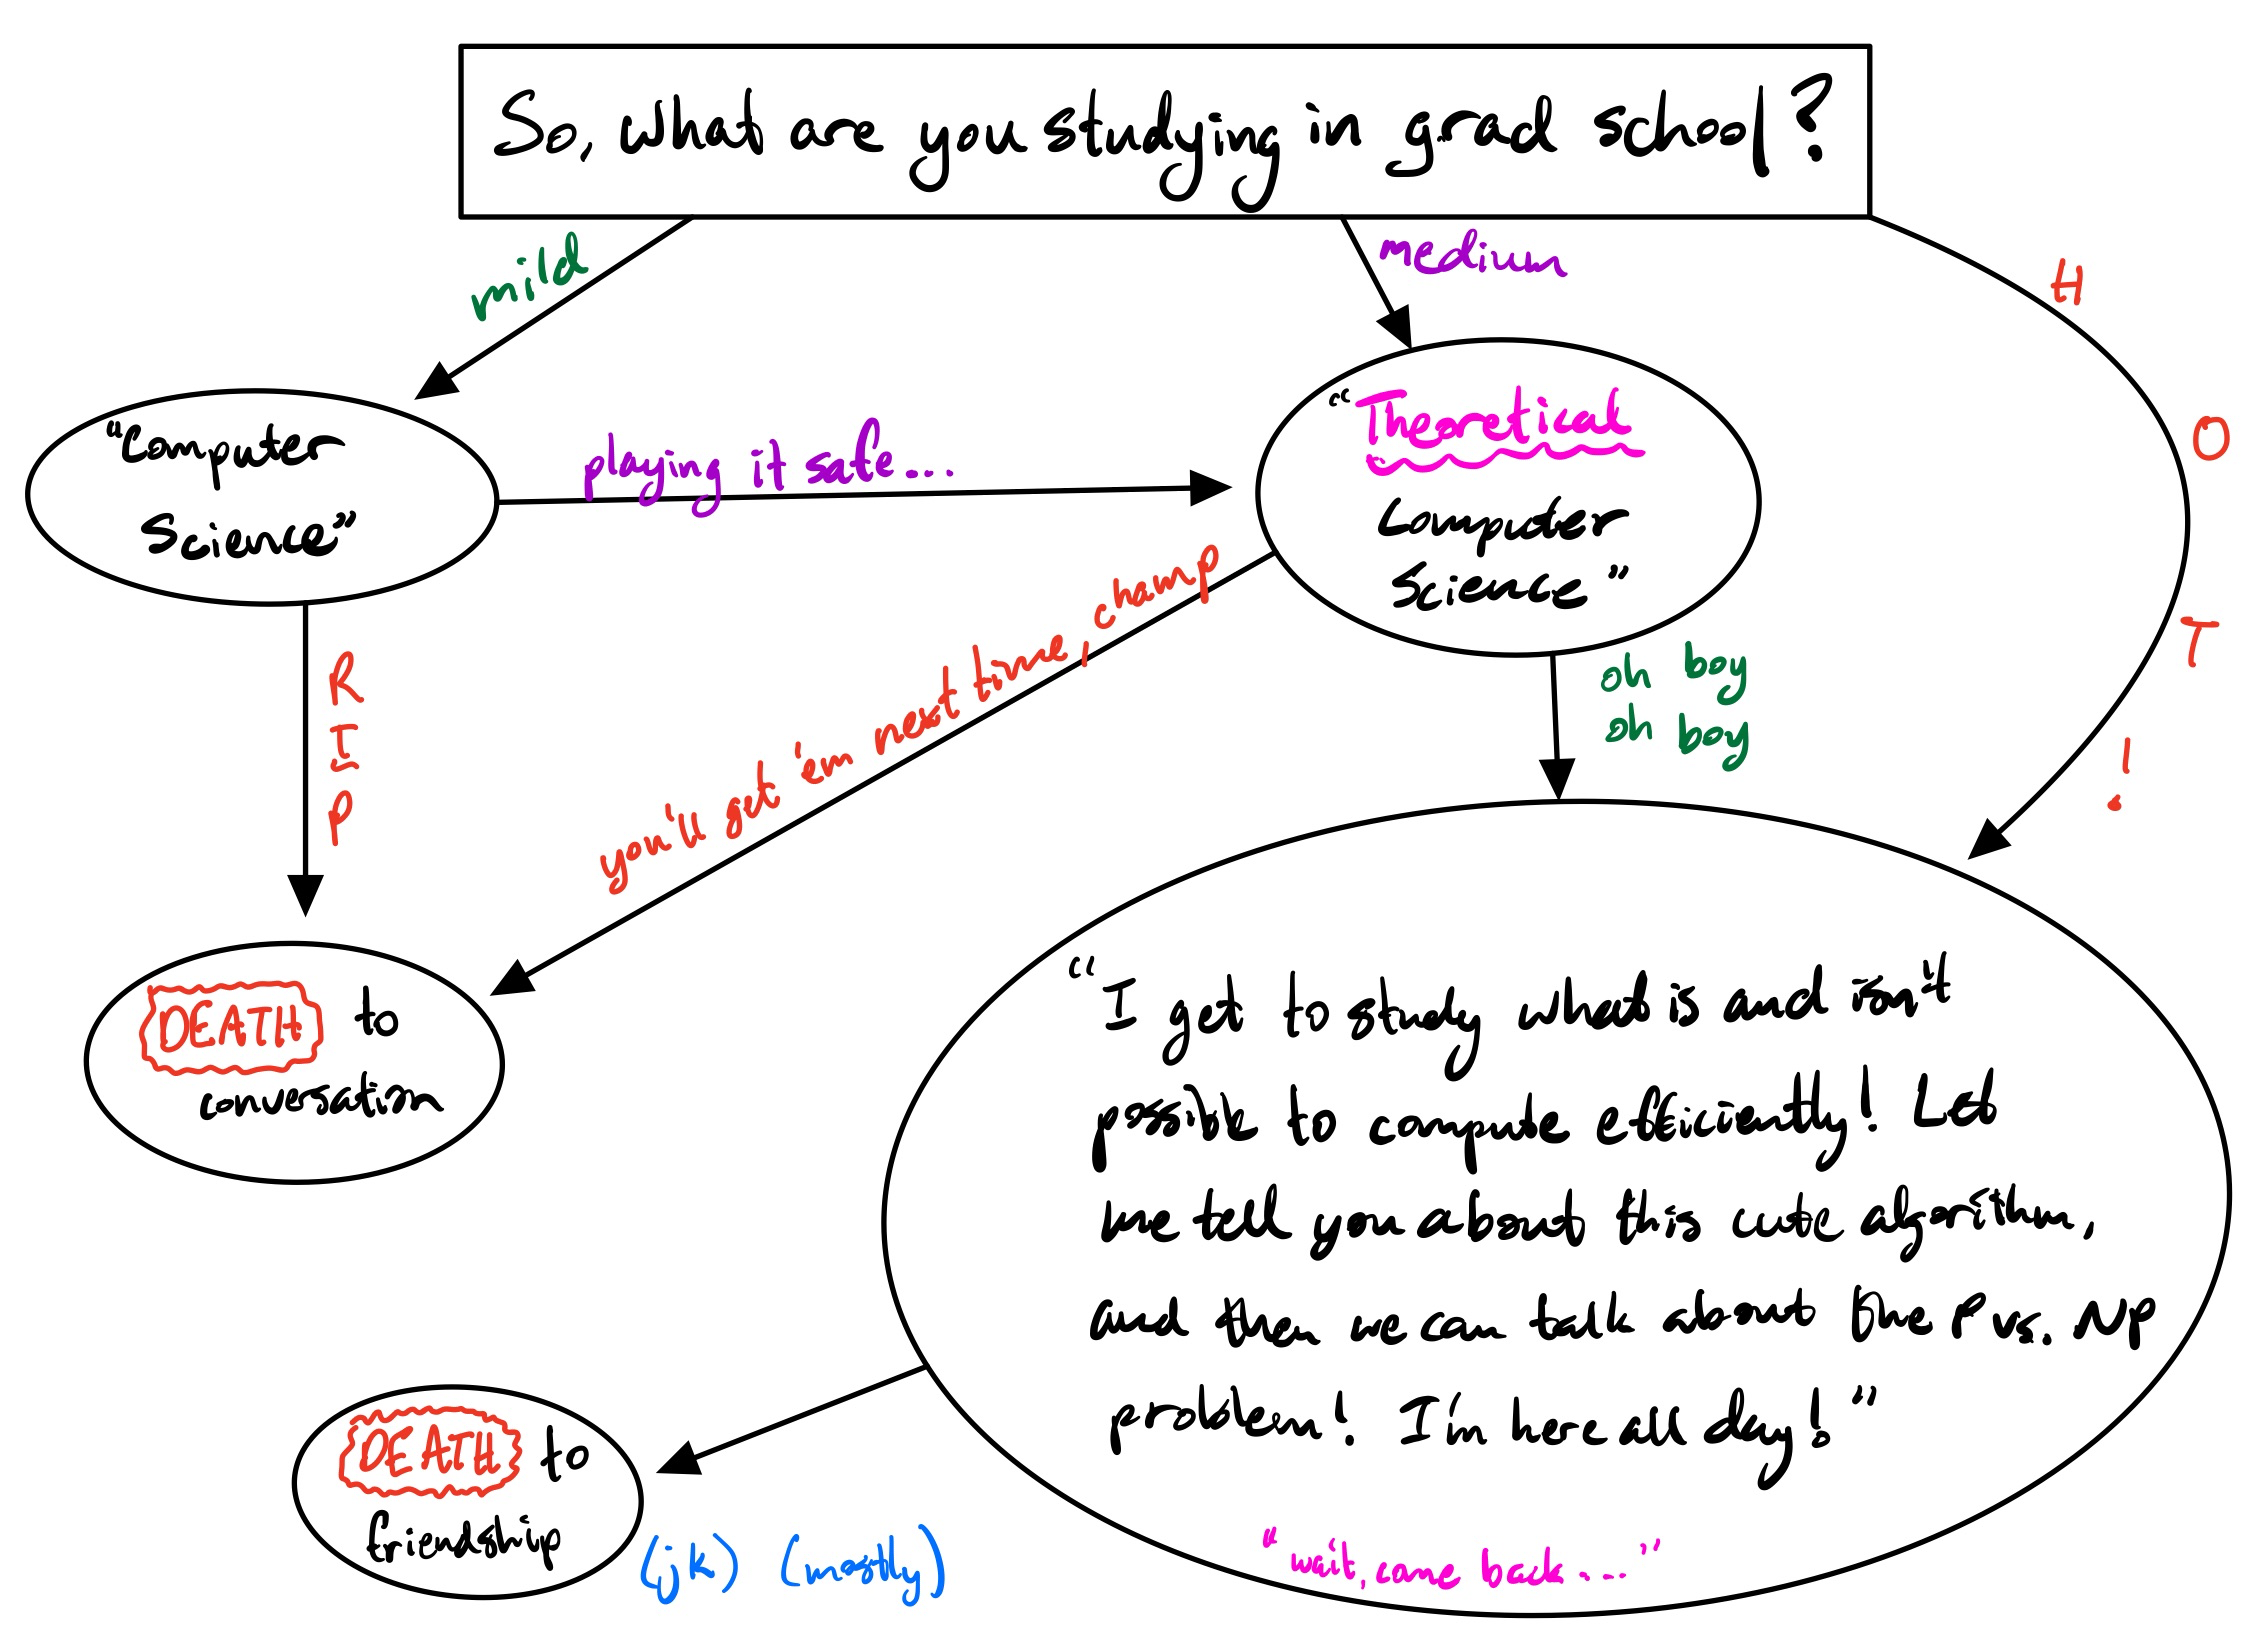 So, what are you studying in grad school?
mild
medium
H
O
T
!
"Computer
Science"
playing it safe...
"Theoretical
Computer
Science"
R
I
P
you'll get 'em next time, champ
oh boy
oh boy
DEATH to
conversation
"I get to study what is and isn't
possible to compute efficiently! Let
me tell you about this cute algorithm,
and then we can talk about the P vs. NP
problem! I'm here all day!"
"wait, come back...."
DEATH to
friendship
(jk) (mostly)